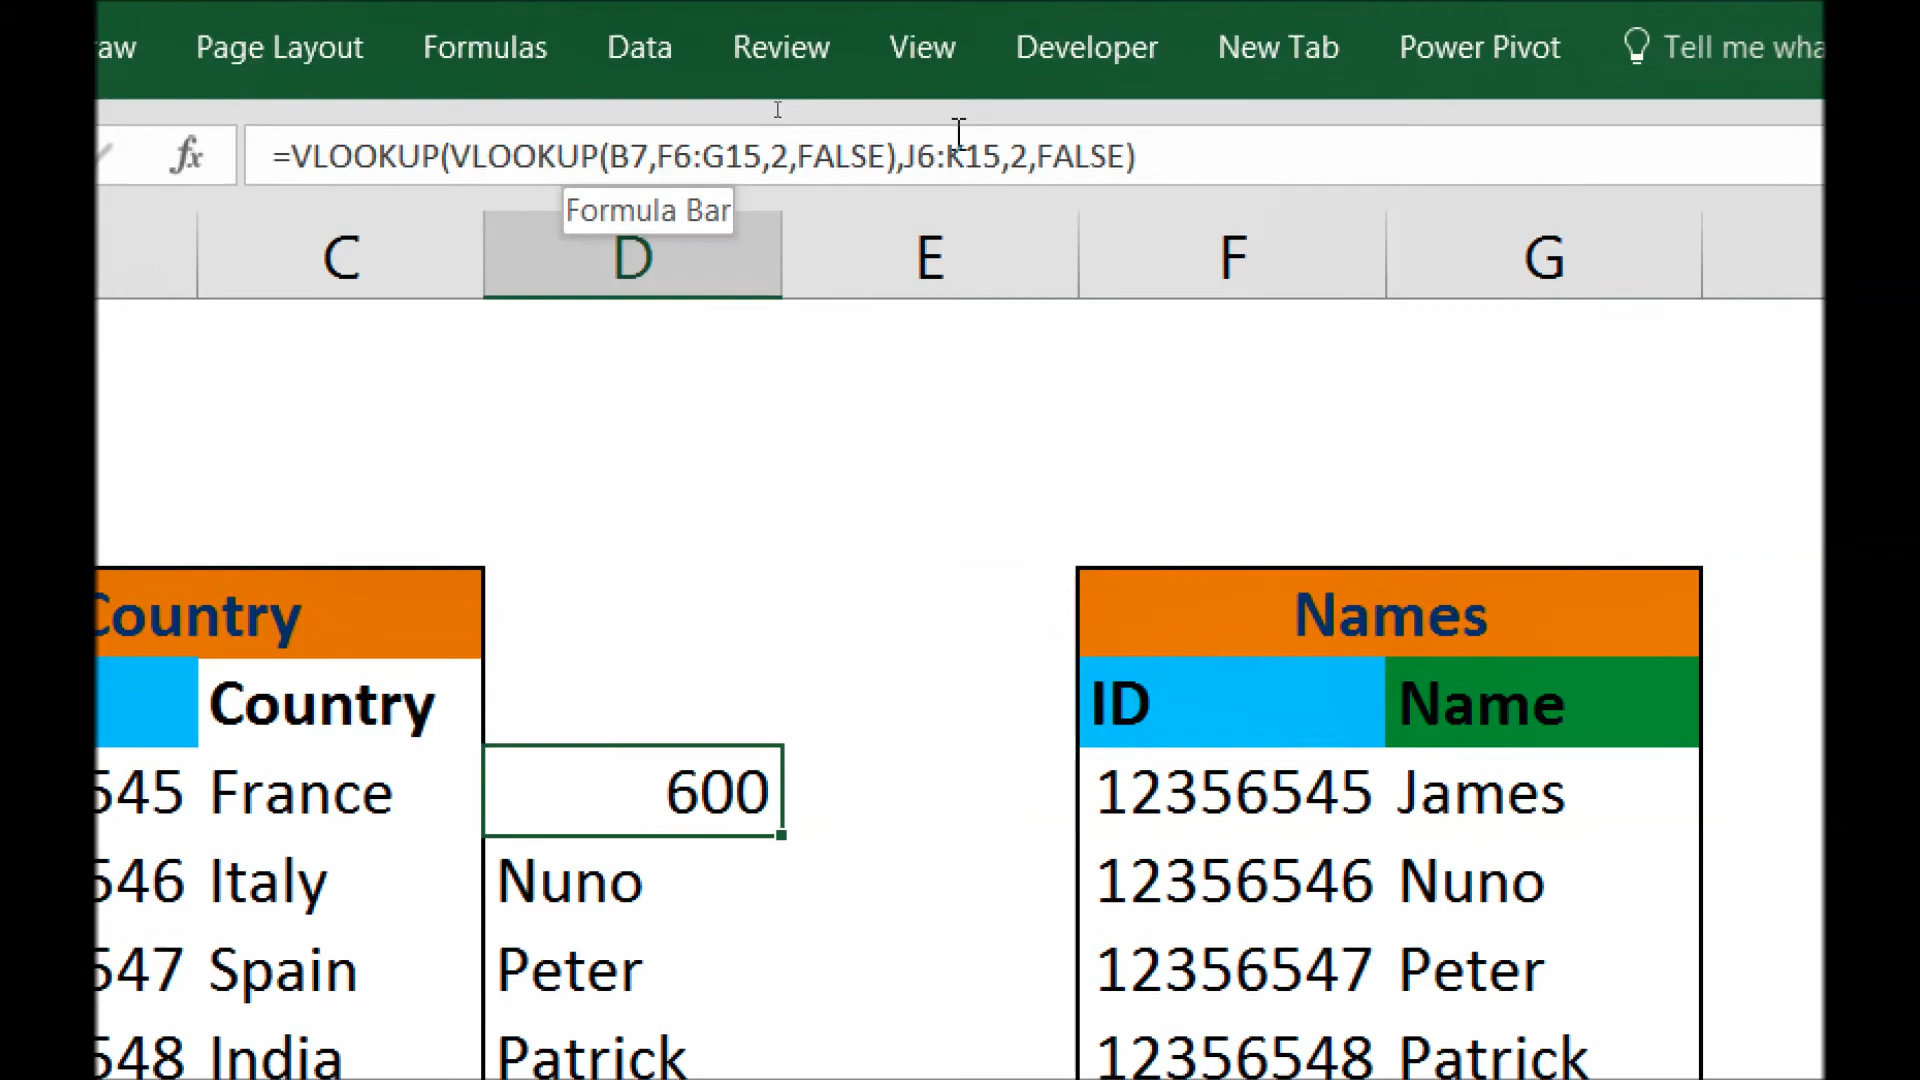 raw Page Layout Formulas Data Review View Developer New Tab Power Pivot Tell me wha
fx =VLOOKUP(VLOOKUP(B7,F6:G15,2,FALSE),J6:K15,2,FALSE)
Formula Bar
C D E F G
Country Names
Country ID Name
545 France 600 12356545 James
546 Italy Nuno 12356546 Nuno
547 Spain Peter 12356547 Peter
548 India Patrick 12356548 Patrick